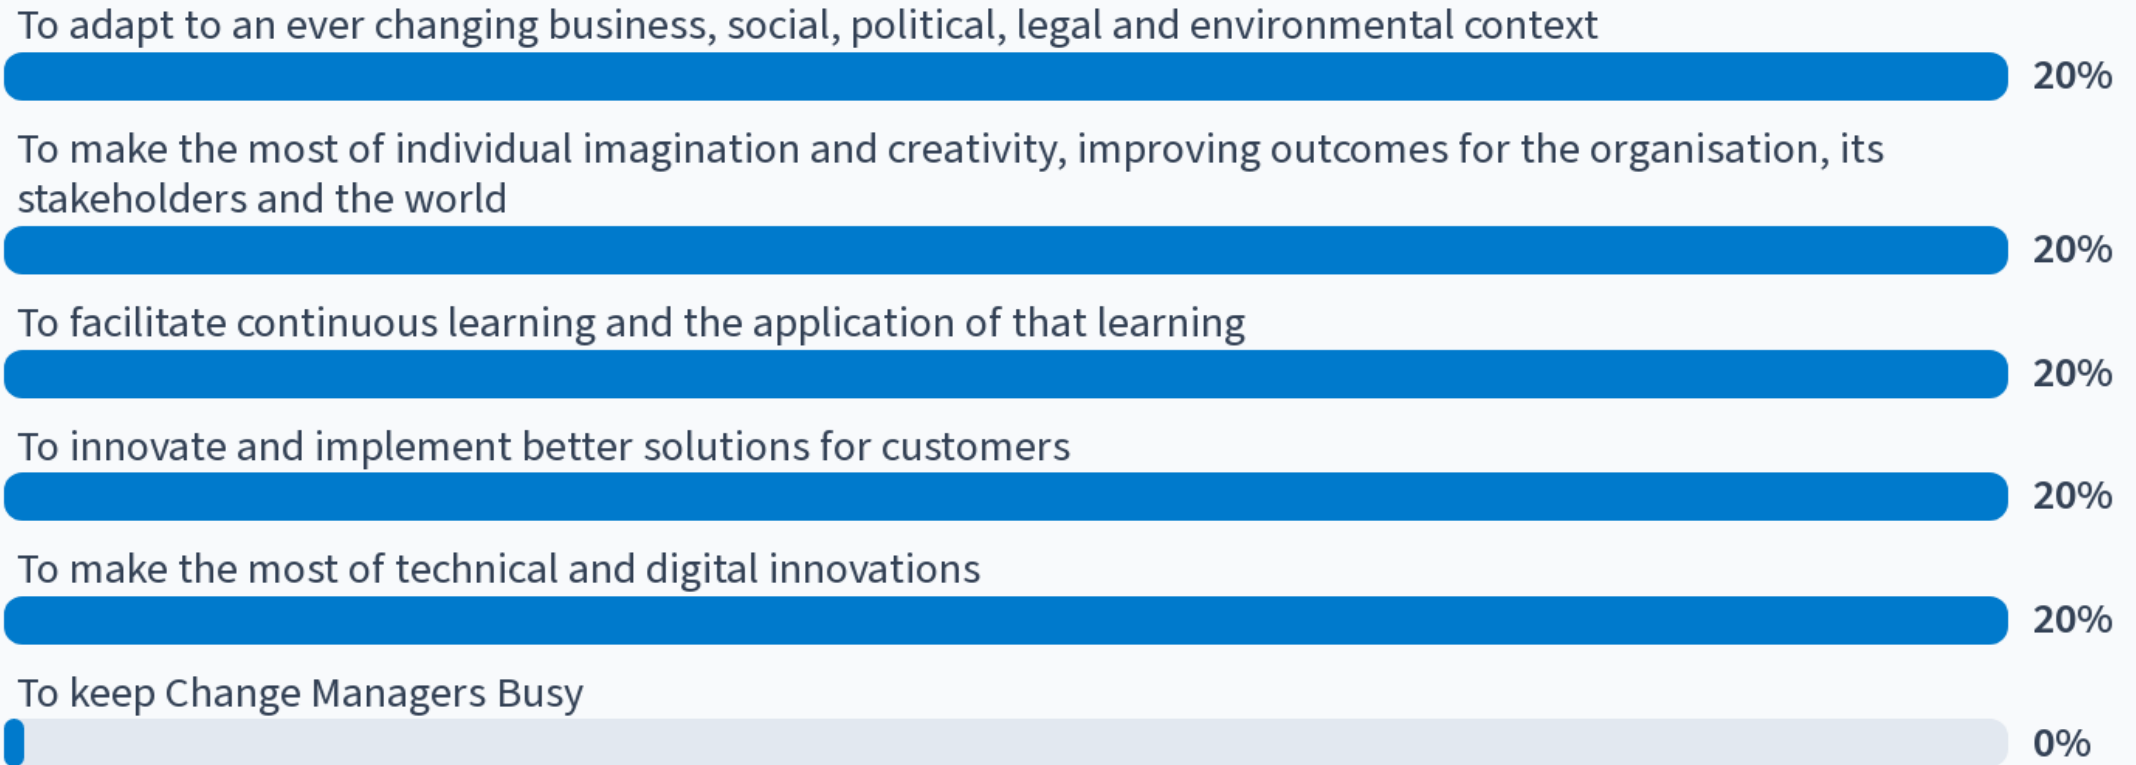 To adapt to an ever changing business, social, political, legal and environmental context
20%
To make the most of individual imagination and creativity, improving outcomes for the organisation, its
stakeholders and the world
20%
To facilitate continuous learning and the application of that learning
20%
To innovate and implement better solutions for customers
20%
To make the most of technical and digital innovations
20%
To keep Change Managers Busy
0%